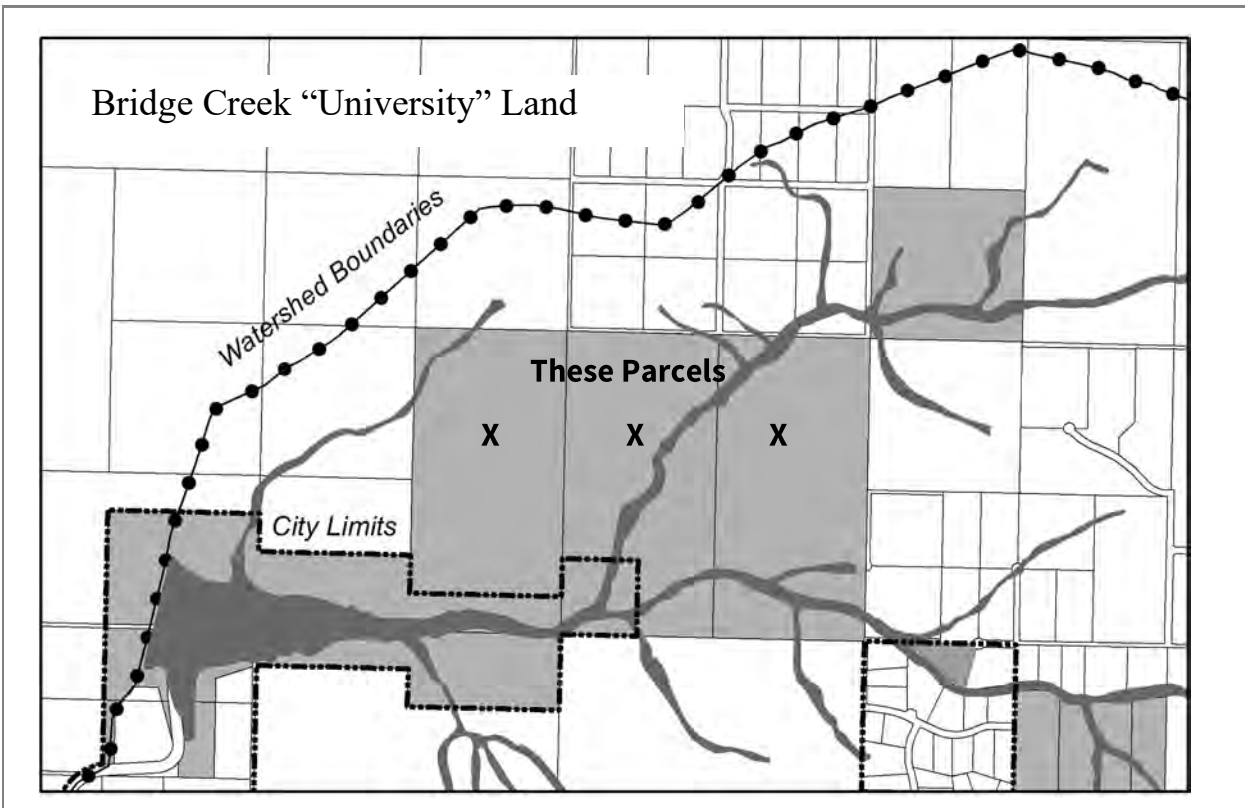 Bridge Creek “University” Land
Watershed Boundaries
These Parcels
X X X
City Limits